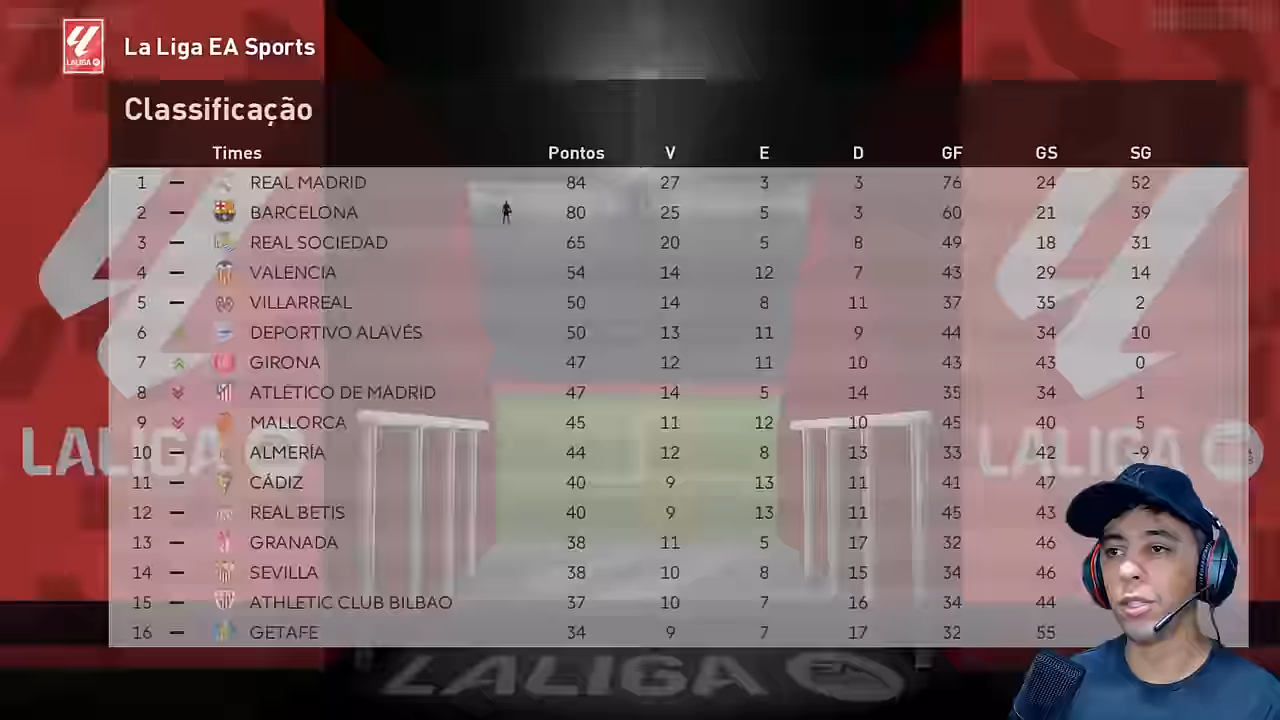 La Liga EA Sports
LALIGA
Classificação
Times Pontos V E D GF GS SG
1 REAL MADRID 84 27 3 3 76 24 52
2 BARCELONA 80 25 5 3 60 21 39
3 REAL SOCIEDAD 65 20 5 8 49 18 31
4 VALENCIA 54 14 12 7 43 29 14
5 VILLARREAL 50 14 8 11 37 35 2
6 DEPORTIVO ALAVÉS 50 13 11 9 44 34 10
7 GIRONA 47 12 11 10 43 43 0
8 ATLÉTICO DE MADRID 47 14 5 14 35 34 1
9 MALLORCA 45 11 12 10 45 40 5
10 ALMERÍA 44 12 8 13 33 42 -9
11 CÁDIZ 40 9 13 11 41 47
12 REAL BETIS 40 9 13 11 45 43
13 GRANADA 38 11 5 17 32 46
14 SEVILLA 38 10 8 15 34 46
15 ATHLETIC CLUB BILBAO 37 10 7 16 34 44
16 GETAFE 34 9 7 17 32 55
LALIGA
LALIGA
LALIGA